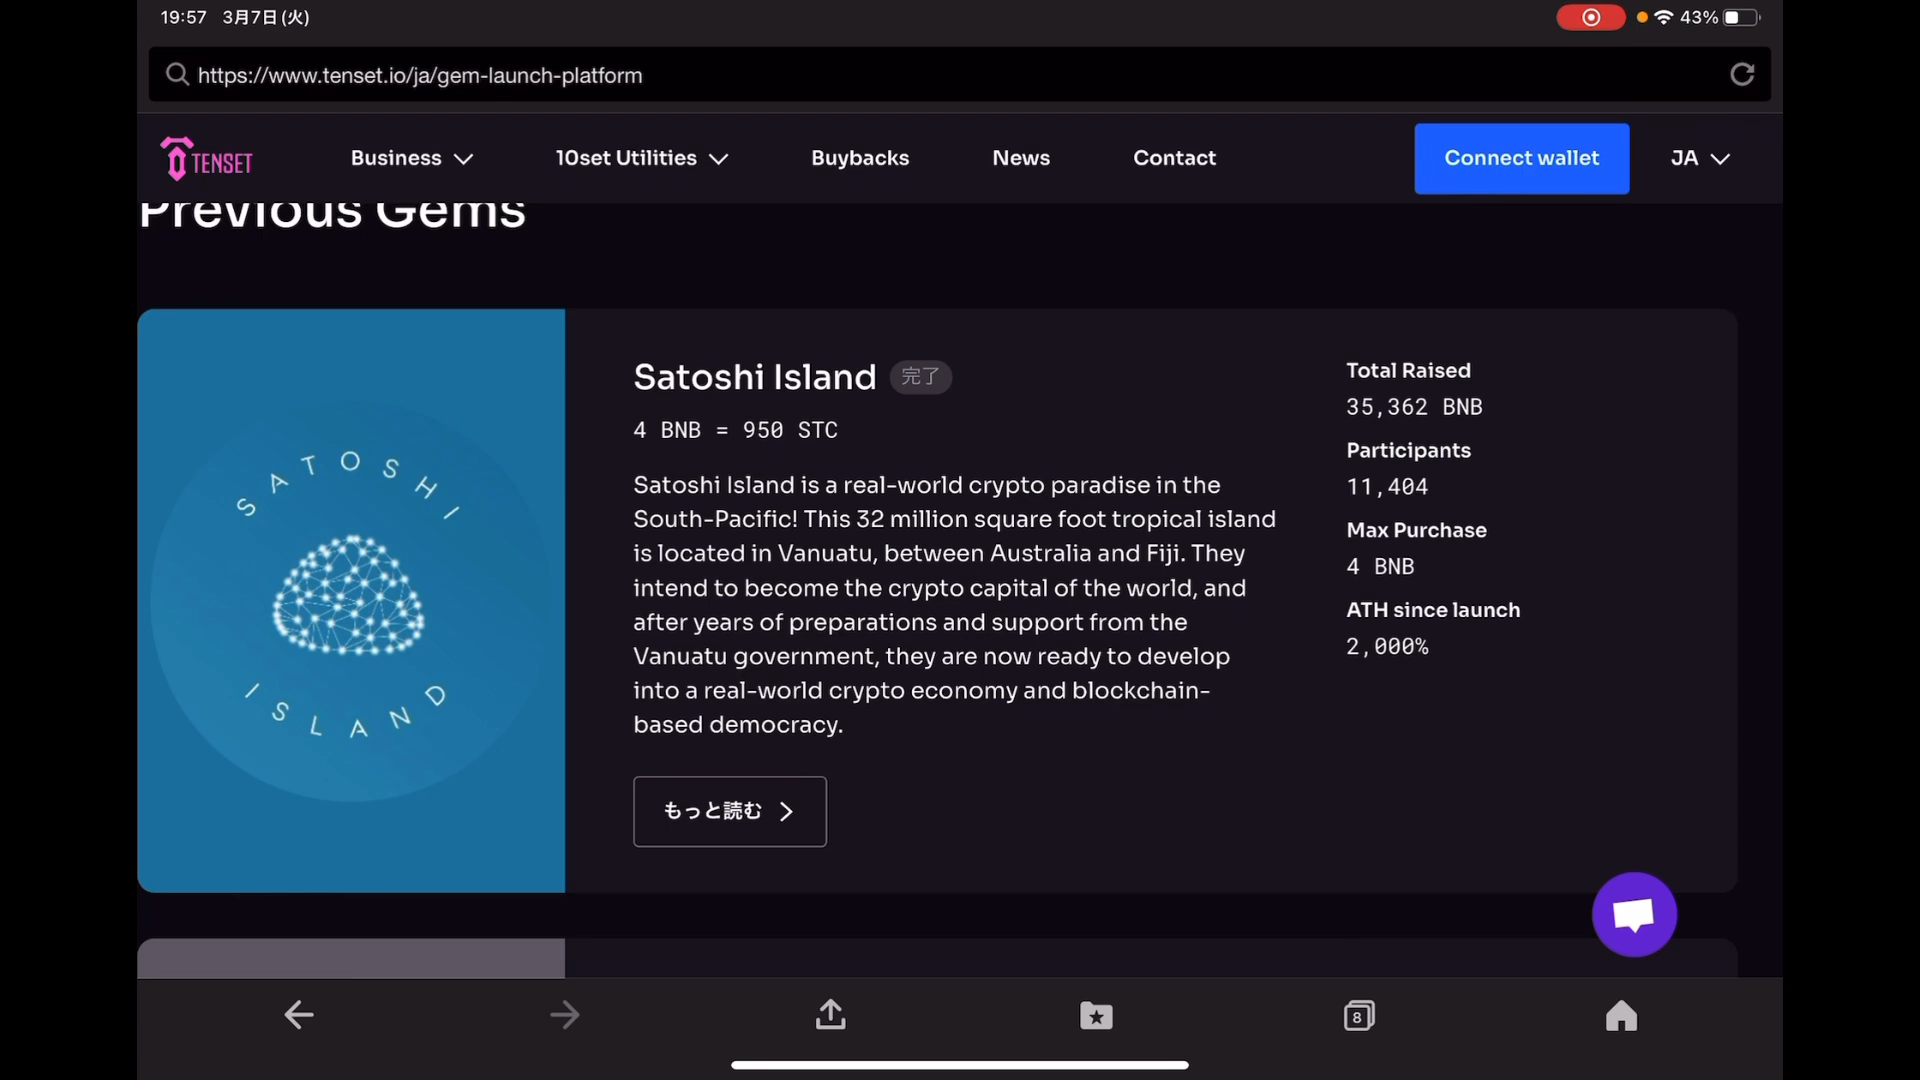 19:57 3月7日(火)
43%
https://www.tenset.io/ja/gem-launch-platform
TENSET
Business
10set Utilities
Buybacks
News
Contact
Connect wallet
JA
Previous Gems
SATOSHI
ISLAND
Satoshi Island 完了
4 BNB = 950 STC
Satoshi Island is a real-world crypto paradise in the
South-Pacific! This 32 million square foot tropical island
is located in Vanuatu, between Australia and Fiji. They
intend to become the crypto capital of the world, and
after years of preparations and support from the
Vanuatu government, they are now ready to develop
into a real-world crypto economy and blockchain-
based democracy.
もっと読む
Total Raised
35,362 BNB
Participants
11,404
Max Purchase
4 BNB
ATH since launch
2,000%
8